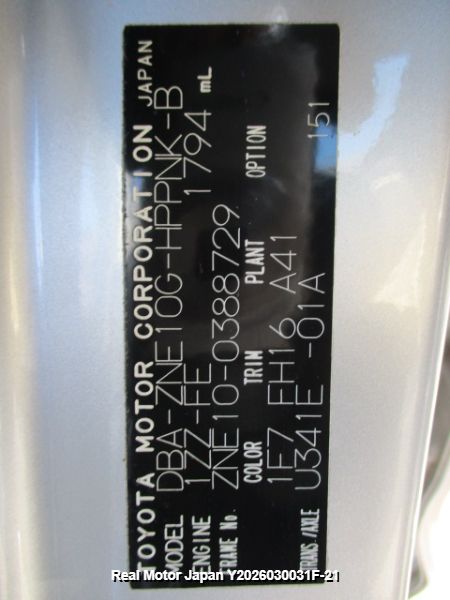 TOYOTA MOTOR CORPORATION JAPAN
MODEL DBA-ZNE10G-HPPNK-B
ENGINE 1ZZ-FE 1794 mL
FRAME No. ZNE10-0388729
COLOR TRIM PLANT OPTION
1F7 FH16 A41 151
TRANS./AXLE U341E -01A
Real Motor Japan Y2026030031F-21